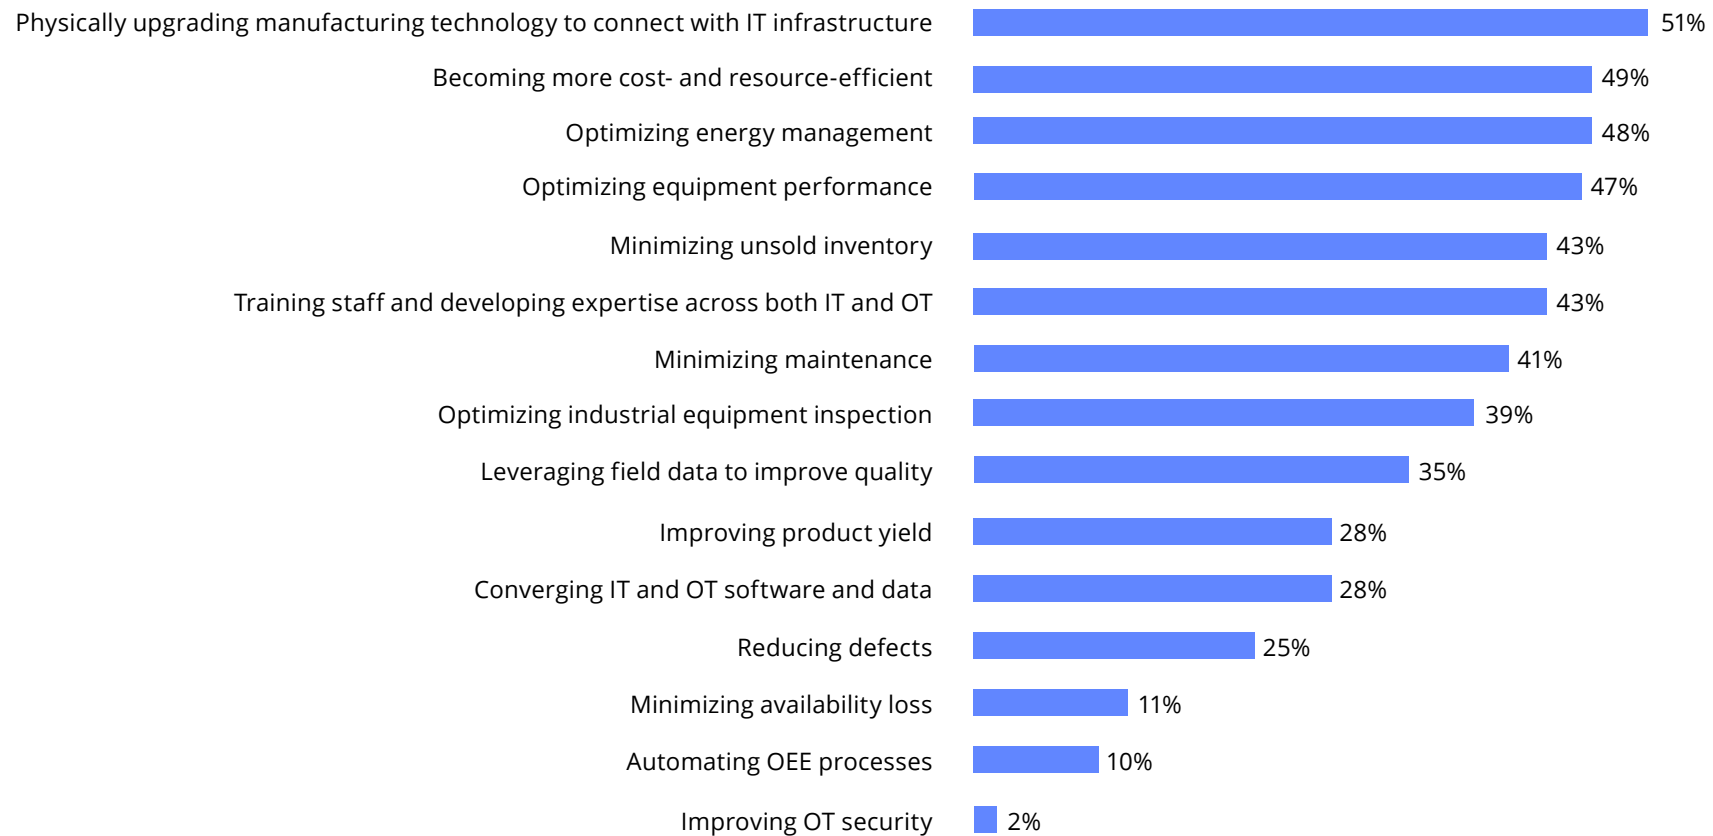 Physically upgrading manufacturing technology to connect with IT infrastructure 51%
Becoming more cost- and resource-efficient 49%
Optimizing energy management 48%
Optimizing equipment performance 47%
Minimizing unsold inventory 43%
Training staff and developing expertise across both IT and OT 43%
Minimizing maintenance 41%
Optimizing industrial equipment inspection 39%
Leveraging field data to improve quality 35%
Improving product yield 28%
Converging IT and OT software and data 28%
Reducing defects 25%
Minimizing availability loss 11%
Automating OEE processes 10%
Improving OT security 2%